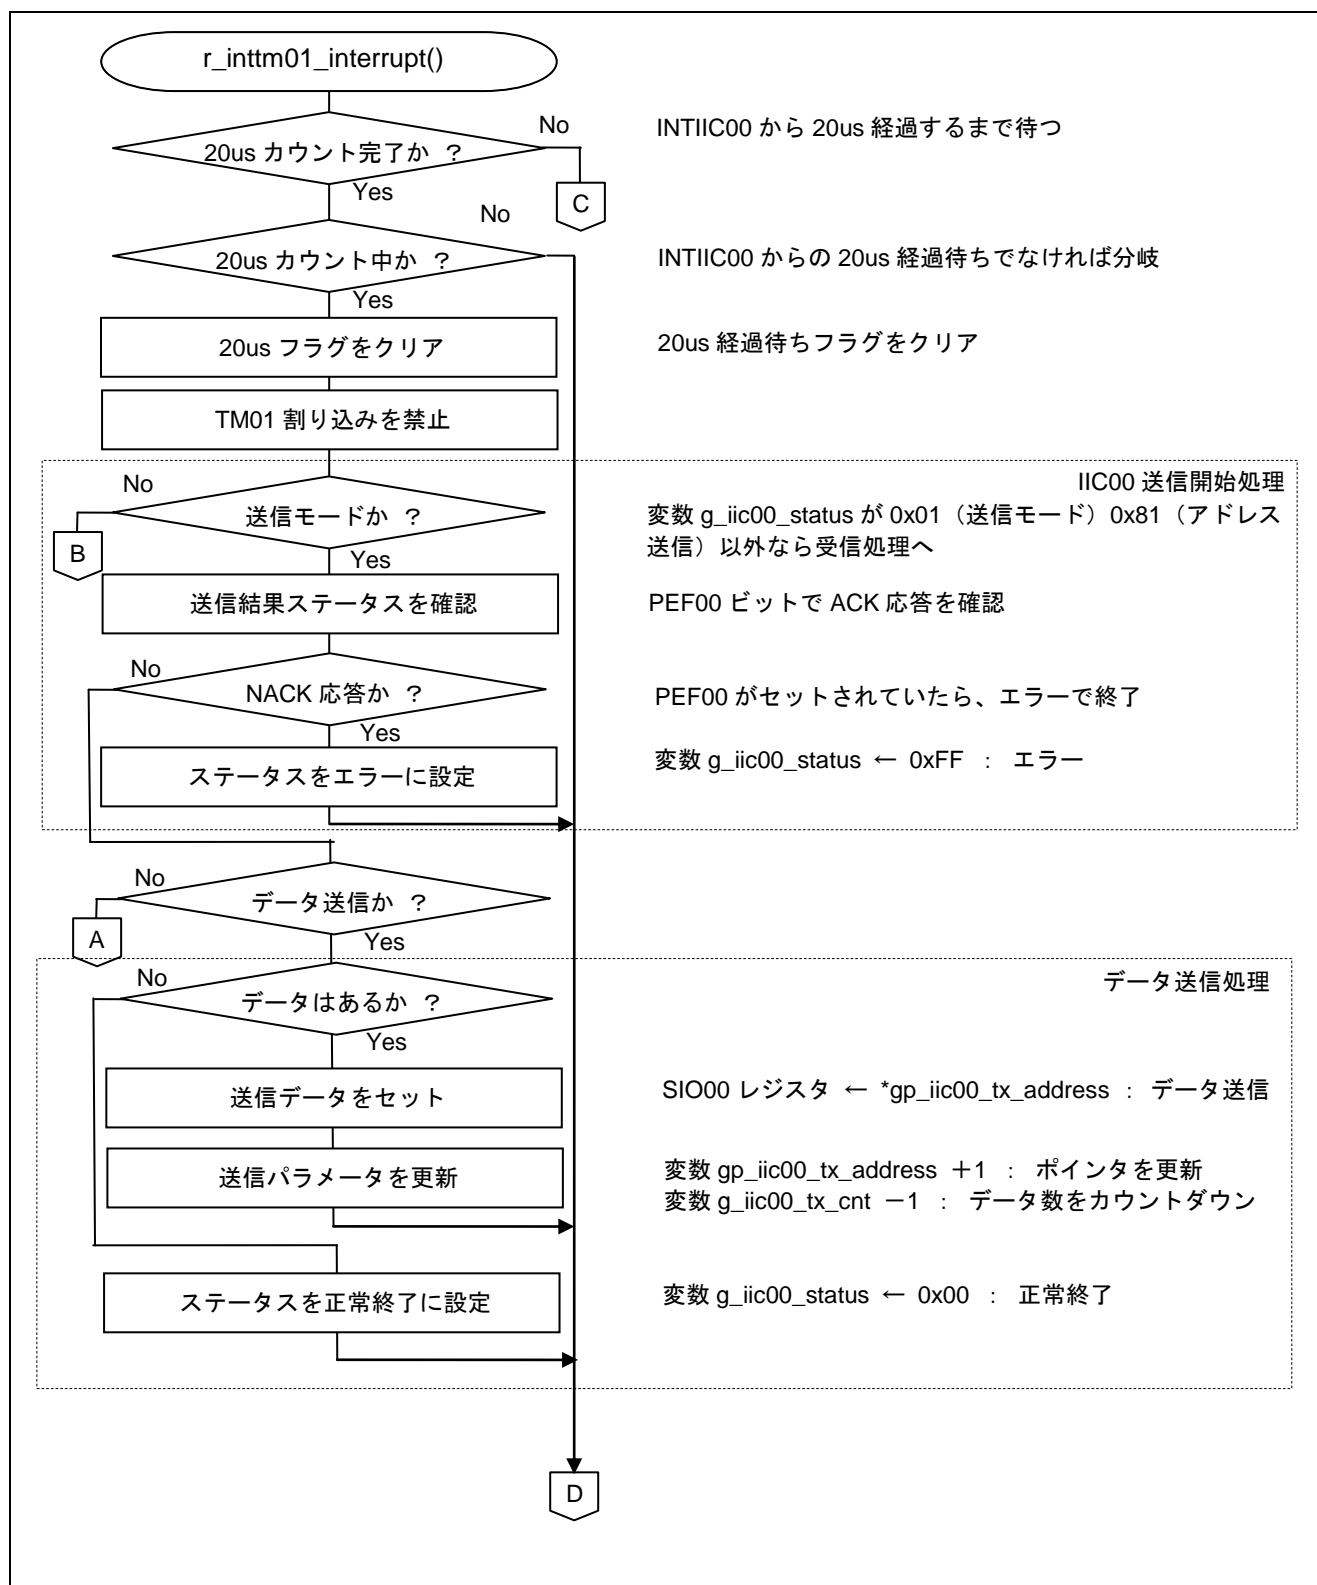 r_inttm01_interrupt()
No
INTIIC00 から 20us 経過するまで待つ
20us カウント完了か ？
Yes
C
No
20us カウント中か ？
INTIIC00 からの 20us 経過待ちでなければ分岐
Yes
20us フラグをクリア
20us 経過待ちフラグをクリア
TM01 割り込みを禁止
IIC00 送信開始処理
No
送信モードか ？
変数 g_iic00_status が 0x01（送信モード）0x81（アドレス
送信）以外なら受信処理へ
B
Yes
送信結果ステータスを確認
PEF00 ビットで ACK 応答を確認
No
NACK 応答か ？
PEF00 がセットされていたら、エラーで終了
Yes
ステータスをエラーに設定
変数 g_iic00_status ← 0xFF ： エラー
No
データ送信か ？
A
Yes
データ送信処理
No
データはあるか ？
Yes
送信データをセット
SIO00 レジスタ ← *gp_iic00_tx_address ： データ送信
送信パラメータを更新
変数 gp_iic00_tx_address ＋1 ： ポインタを更新
変数 g_iic00_tx_cnt －1 ： データ数をカウントダウン
ステータスを正常終了に設定
変数 g_iic00_status ← 0x00 ： 正常終了
D